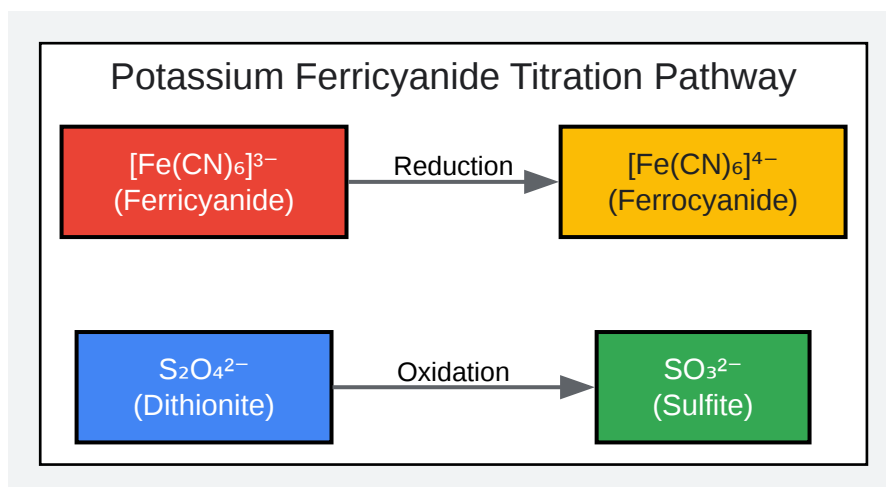 Potassium Ferricyanide Titration Pathway
[Fe(CN)₆]³⁻
(Ferricyanide)
Reduction
[Fe(CN)₆]⁴⁻
(Ferrocyanide)
S₂O₄²⁻
(Dithionite)
Oxidation
SO₃²⁻
(Sulfite)